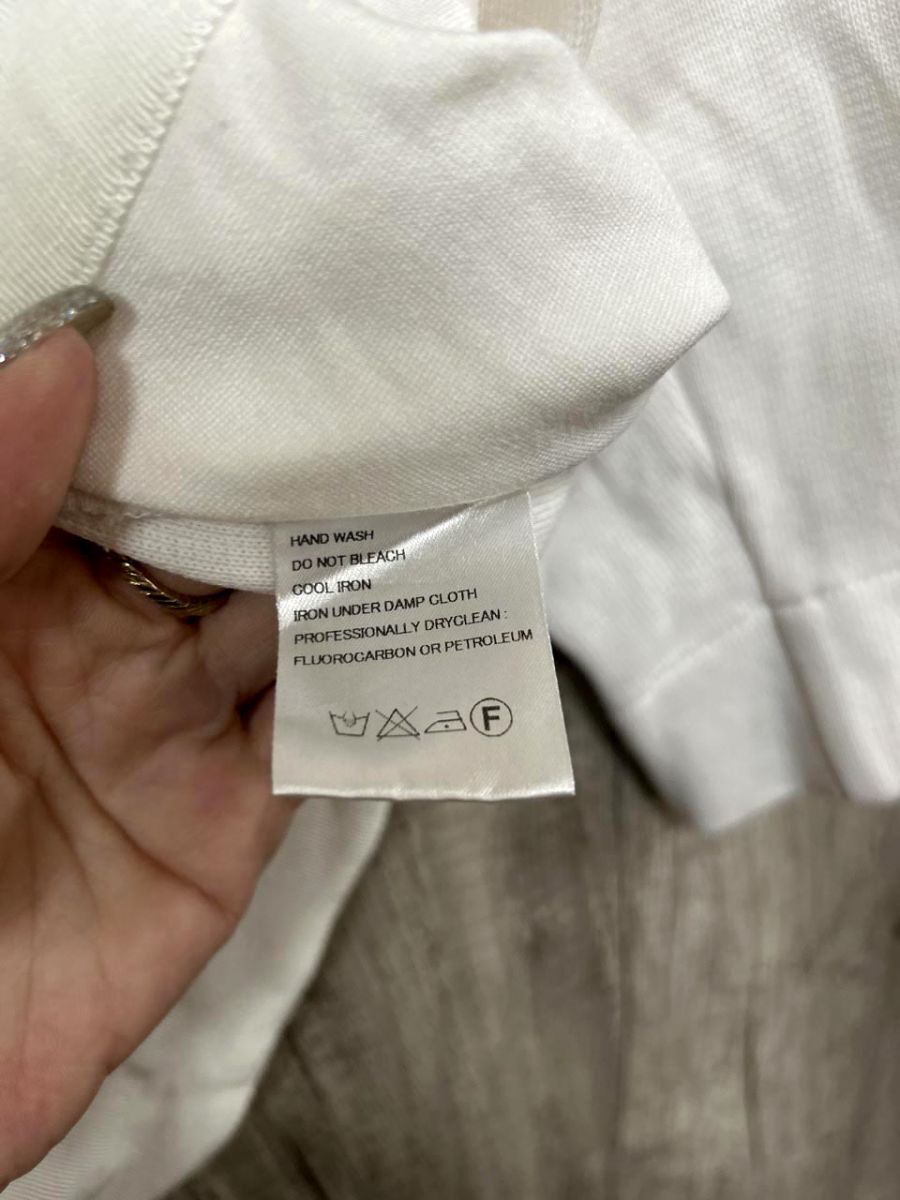 HAND WASH
DO NOT BLEACH
COOL IRON
IRON UNDER DAMP CLOTH
PROFESSIONALLY DRYCLEAN :
FLUOROCARBON OR PETROLEUM
F